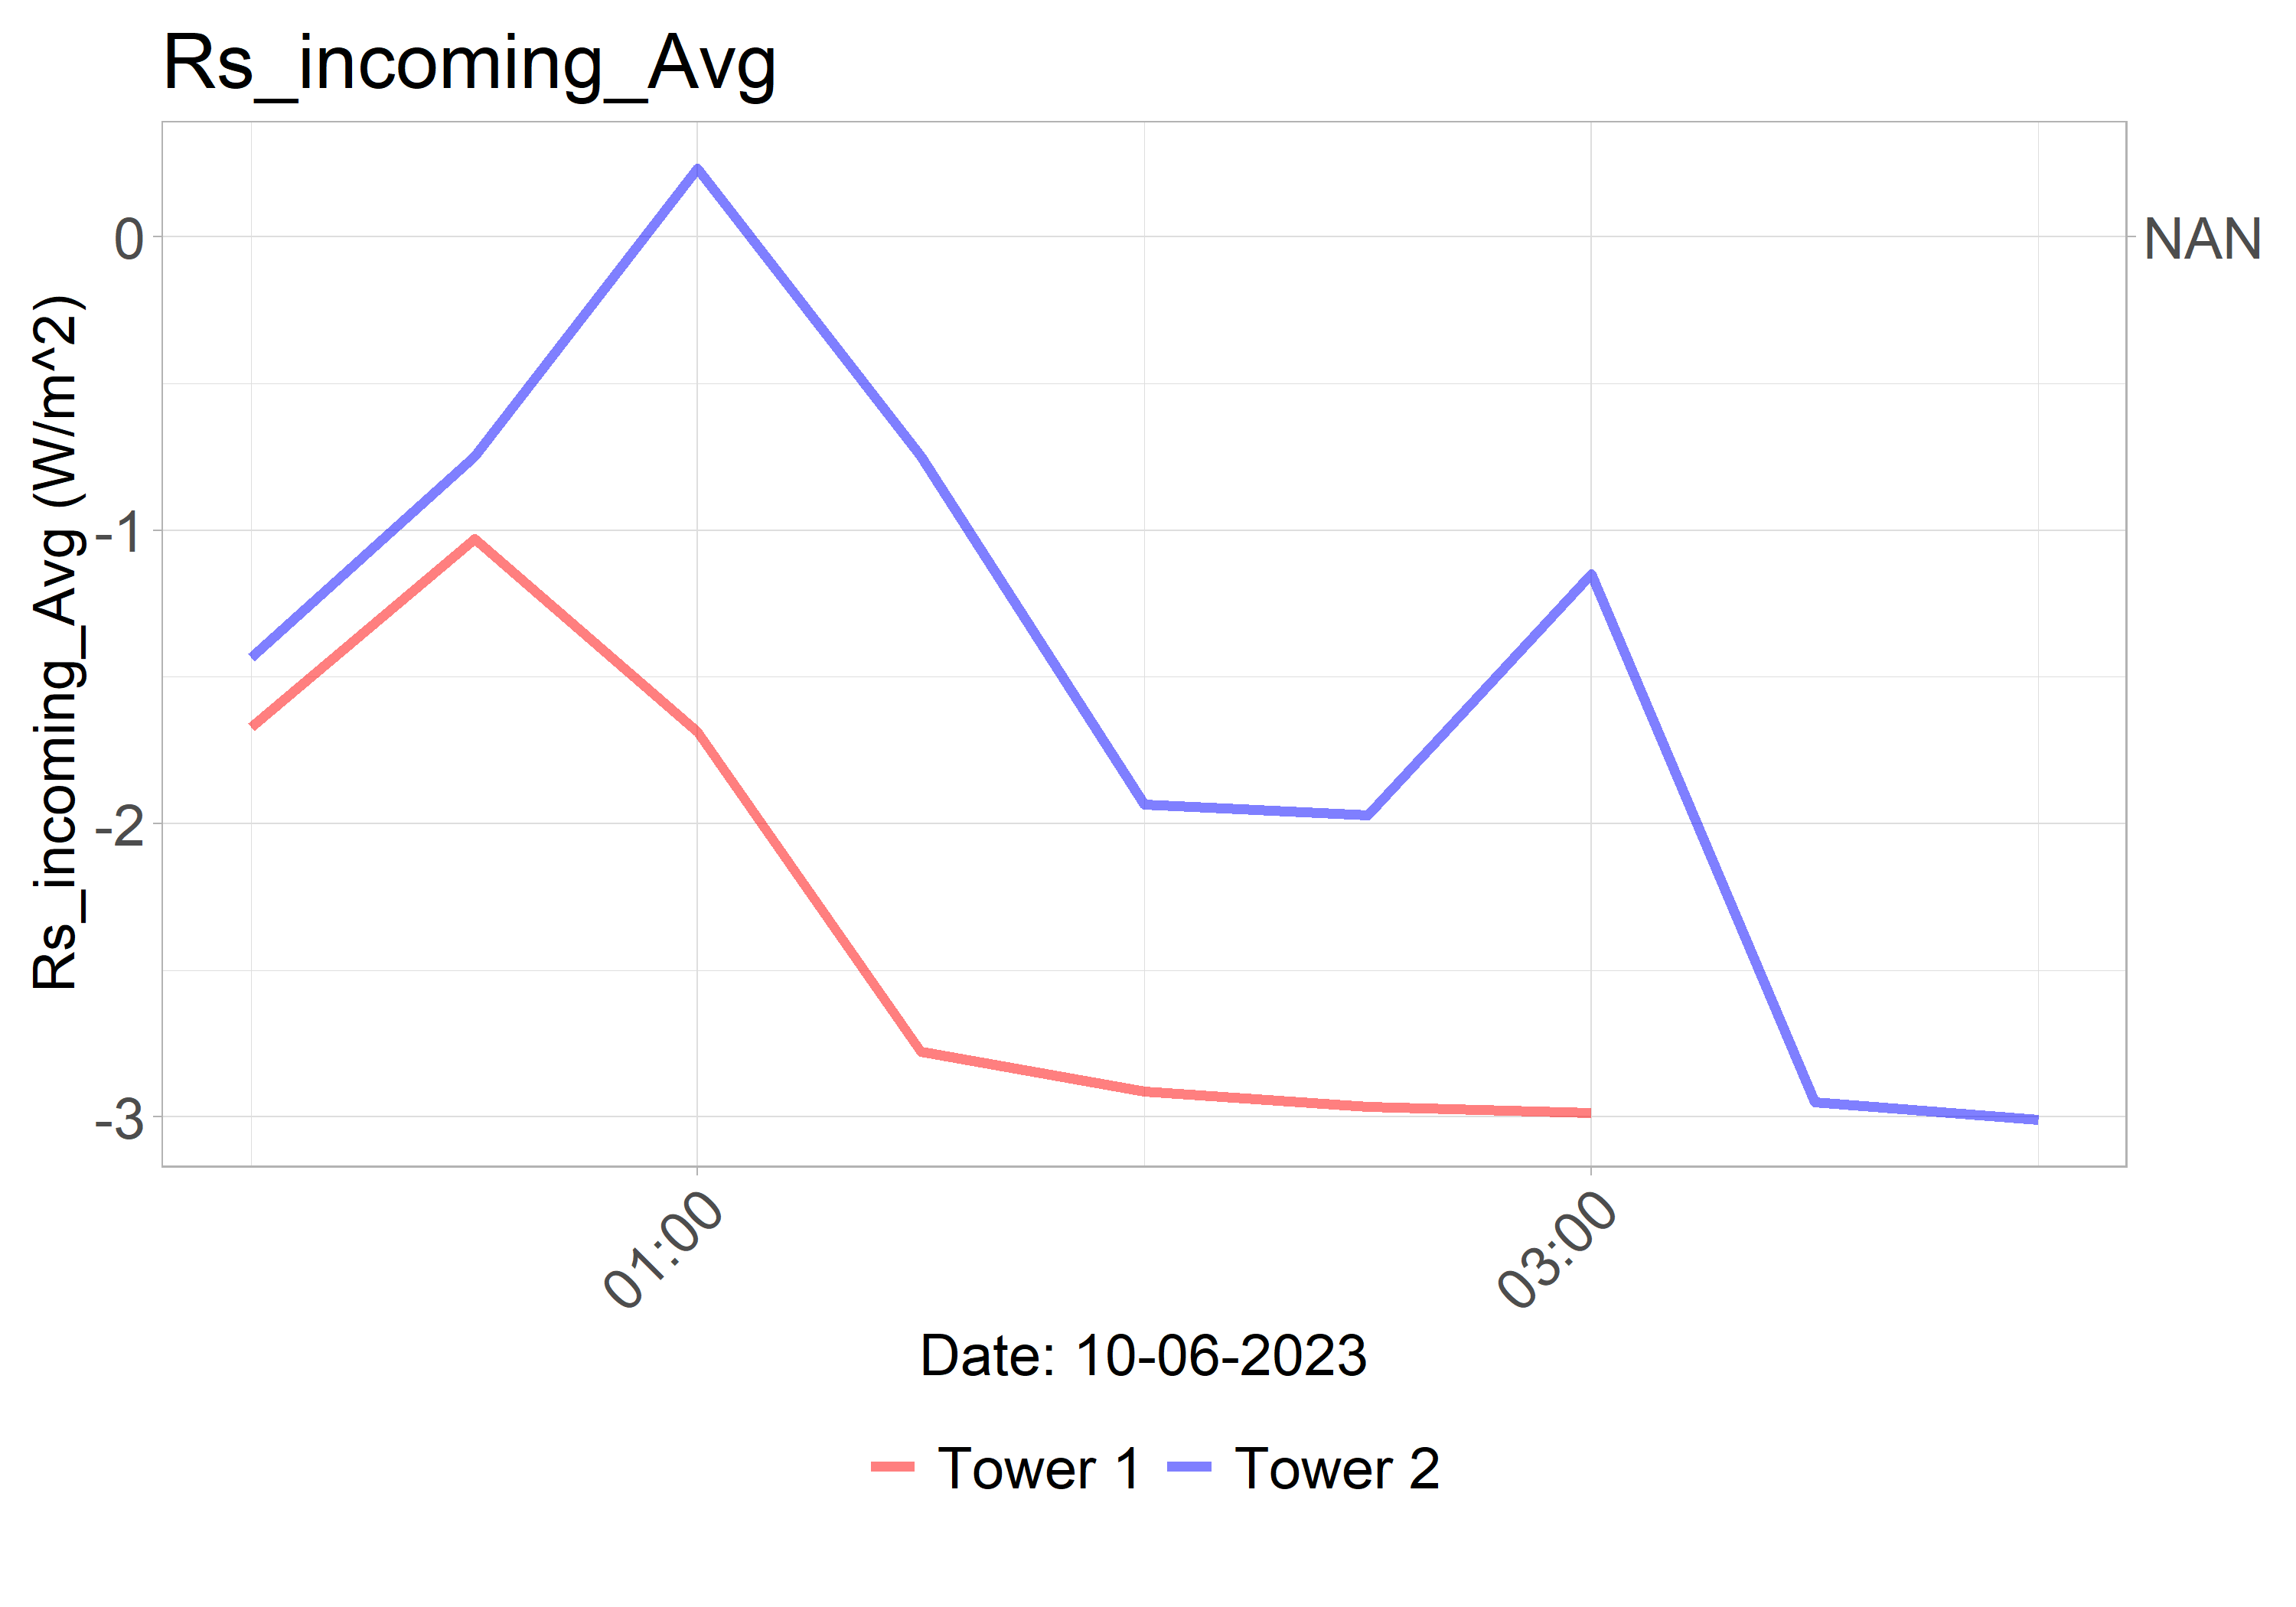 Rs_incoming_Avg
Rs_incoming_Avg (W/m^2)
0
-1
-2
-3
NAN
01:00
03:00
Date: 10-06-2023
Tower 1
Tower 2